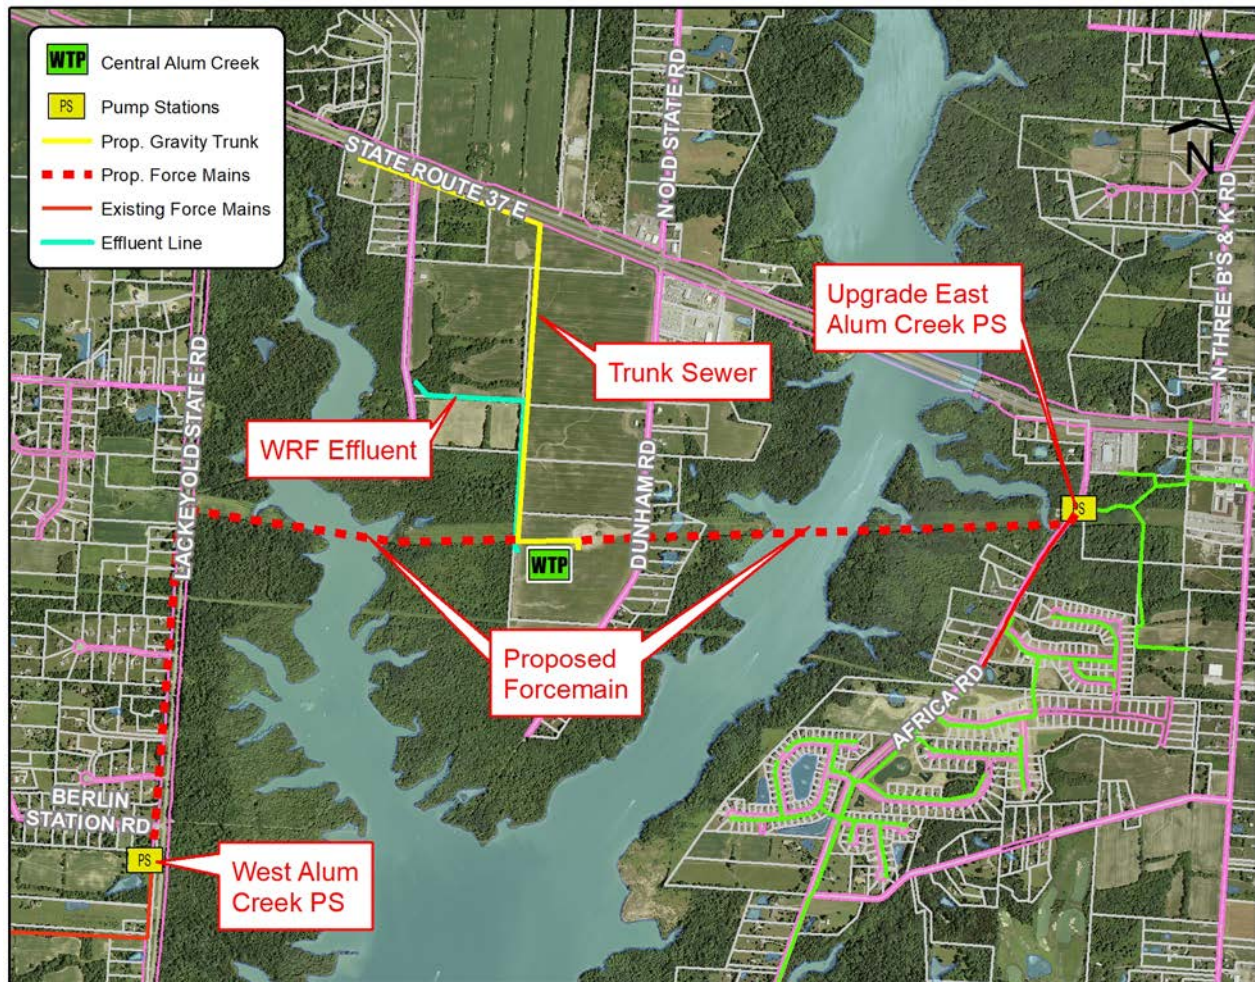 WTP Central Alum Creek
PS Pump Stations
Prop. Gravity Trunk
Prop. Force Mains
Existing Force Mains
Effluent Line
STATE ROUTE 37 E
N OLD STATE RD
N
N THREE B'S & K RD
Upgrade East
Alum Creek PS
Trunk Sewer
WRF Effluent
LACKEY OLD STATE RD
DUNHAM RD
PS
WTP
Proposed
Forcemain
AFRICA RD
BERLIN
STATION RD
PS
West Alum
Creek PS